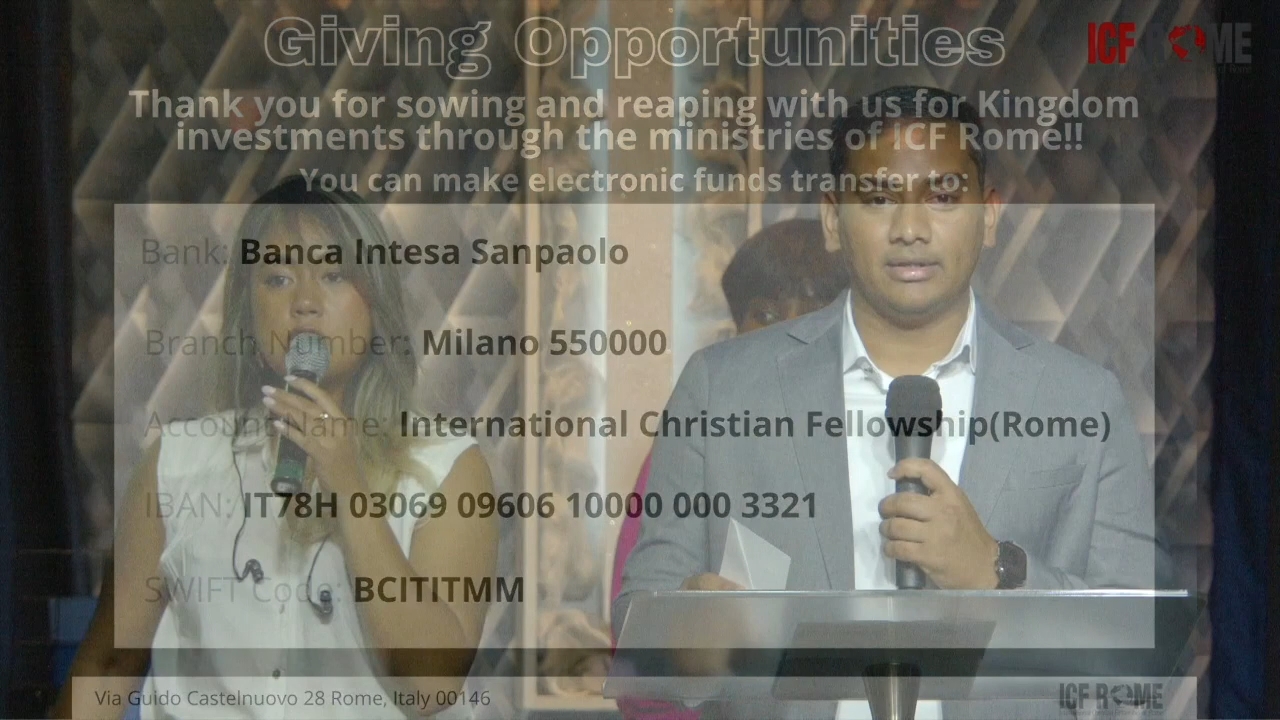 Giving Opportunities
ICF ROME
Thank you for sowing and reaping with us for Kingdom
investments through the ministries of ICF Rome!!
You can make electronic funds transfer to:
Bank: Banca Intesa Sanpaolo
Branch Number: Milano 550000
Account Name: International Christian Fellowship(Rome)
IBAN: IT78H 03069 09606 10000 000 3321
SWIFT Code: BCITITMM
Via Guido Castelnuovo 28 Rome, Italy 00146
ICF ROME